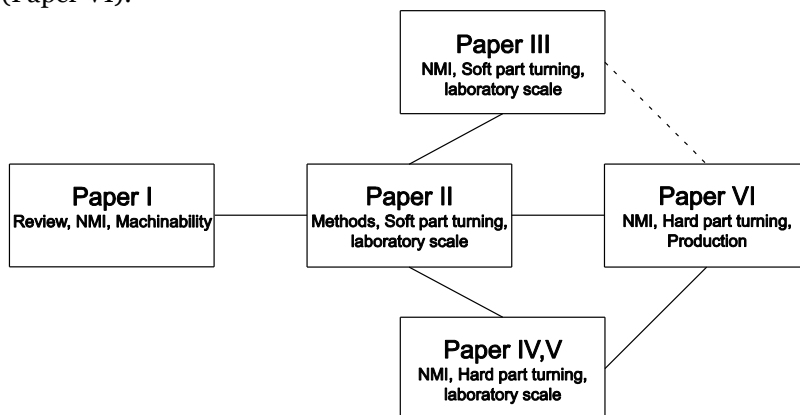 (Paper VI).
Paper III
NMI, Soft part turning,
laboratory scale
Paper I
Review, NMI, Machinability
Paper II
Methods, Soft part turning,
laboratory scale
Paper VI
NMI, Hard part turning,
Production
Paper IV,V
NMI, Hard part turning,
laboratory scale